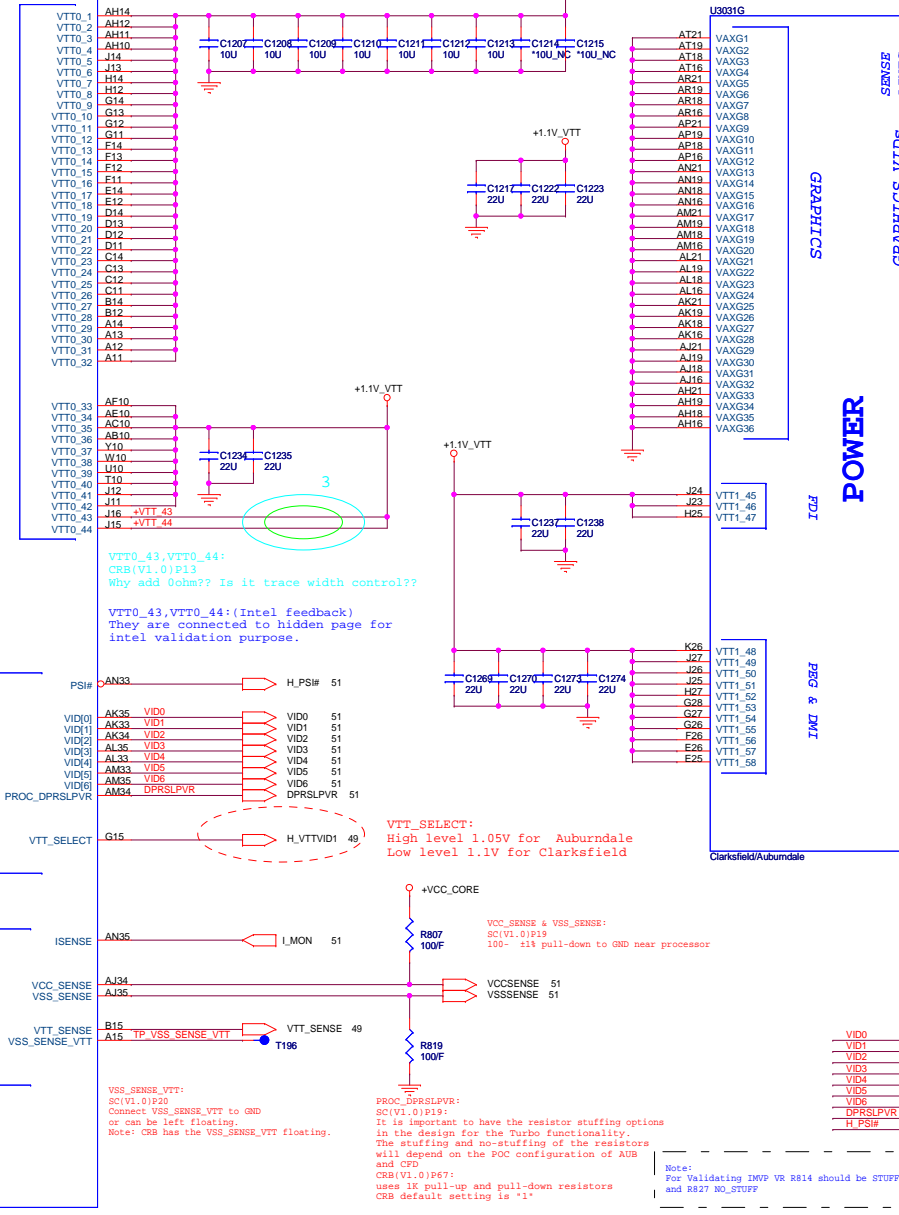 VTT0_1 AH14
VTT0_2 AH12
VTT0_3 AH11
VTT0_4 AH10
VTT0_5 J14
VTT0_6 J13
VTT0_7 H14
VTT0_8 H12
VTT0_9 G14
VTT0_10 G13
VTT0_11 G12
VTT0_12 G11
VTT0_13 F14
VTT0_14 F13
VTT0_15 F12
VTT0_16 F11
VTT0_17 E14
VTT0_18 E12
VTT0_19 D14
VTT0_20 D13
VTT0_21 D12
VTT0_22 D11
VTT0_23 C14
VTT0_24 C13
VTT0_25 C12
VTT0_26 C11
VTT0_27 B14
VTT0_28 B12
VTT0_29 A14
VTT0_30 A13
VTT0_31 A12
VTT0_32 A11
C1207 C1208 C1209 C1210 C1211 C1212 C1213 C1214 C1215
10U 10U 10U 10U 10U 10U 10U *10U_NC *10U_NC
+1.1V_VTT
C1217 C1222 C1223
22U 22U 22U
VTT0_33 AF10
VTT0_34 AE10
VTT0_35 AC10
VTT0_36 AB10
VTT0_37 Y10
VTT0_38 W10
VTT0_39 U10
VTT0_40 T10
VTT0_41 J12
VTT0_42 J11
VTT0_43 J16 +VTT_43
VTT0_44 J15 +VTT_44
+1.1V_VTT
C1234 C1235
22U 22U
3
VTT0_43,VTT0_44:
CRB(V1.0)P13
Why add 0ohm?? Is it trace width control??
VTT0_43,VTT0_44:(Intel feedback)
They are connected to hidden page for
intel validation purpose.
U3031G
AT21 VAXG1
AT19 VAXG2
AT18 VAXG3
AT16 VAXG4
AR21 VAXG5
AR19 VAXG6
AR18 VAXG7
AR16 VAXG8
AP21 VAXG9
AP19 VAXG10
AP18 VAXG11
AP16 VAXG12
AN21 VAXG13
AN19 VAXG14
AN18 VAXG15
AN16 VAXG16
AM21 VAXG17
AM19 VAXG18
AM18 VAXG19
AM16 VAXG20
AL21 VAXG21
AL19 VAXG22
AL18 VAXG23
AL16 VAXG24
AK21 VAXG25
AK19 VAXG26
AK18 VAXG27
AK16 VAXG28
AJ21 VAXG29
AJ19 VAXG30
AJ18 VAXG31
AJ16 VAXG32
AH21 VAXG33
AH19 VAXG34
AH18 VAXG35
AH16 VAXG36
GRAPHICS
SENSE
POWER
+1.1V_VTT
C1237 C1238
22U 22U
J24 VTT1_45
J23 VTT1_46
H25 VTT1_47
FDI
C1269 C1270 C1273 C1274
22U 22U 22U 22U
K26 VTT1_48
J27 VTT1_49
J26 VTT1_50
J25 VTT1_51
H27 VTT1_52
G28 VTT1_53
G27 VTT1_54
G26 VTT1_55
F26 VTT1_56
E26 VTT1_57
E25 VTT1_58
PEG & DMI
Clarksfield/Auburndale
PSI# AN33 H_PSI# 51
VID[0] AK35 VID0 VID0 51
VID[1] AK33 VID1 VID1 51
VID[2] AK34 VID2 VID2 51
VID[3] AL35 VID3 VID3 51
VID[4] AL33 VID4 VID4 51
VID[5] AM33 VID5 VID5 51
VID[6] AM35 VID6 VID6 51
PROC_DPRSLPVR AM34 DPRSLPVR DPRSLPVR 51
VTT_SELECT G15 H_VTTVID1 49
VTT_SELECT:
High level 1.05V for Auburndale
Low level 1.1V for Clarksfield
+VCC_CORE
R807
100/F
VCC_SENSE & VSS_SENSE:
SC(V1.0)P19
100- ±1% pull-down to GND near processor
ISENSE AN35 I_MON 51
VCC_SENSE AJ34 VCCSENSE 51
VSS_SENSE AJ35 VSSSENSE 51
VTT_SENSE B15 VTT_SENSE 49
VSS_SENSE_VTT A15 TP_VSS_SENSE_VTT T196
R819
100/F
VSS_SENSE_VTT:
SC(V1.0)P20
Connect VSS_SENSE_VTT to GND
or can be left floating.
Note: CRB has the VSS_SENSE_VTT floating.
PROC_DPRSLPVR:
SC(V1.0)P19:
It is important to have the resistor stuffing options
in the design for the Turbo functionality.
The stuffing and no-stuffing of the resistors
will depend on the POC configuration of AUB
and CFD
CRB(V1.0)P67:
uses 1K pull-up and pull-down resistors
CRB default setting is "1"
VID0
VID1
VID2
VID3
VID4
VID5
VID6
DPRSLPVR
H_PSI#
Note:
For Validating IMVP VR R814 should be STUFF
and R827 NO_STUFF